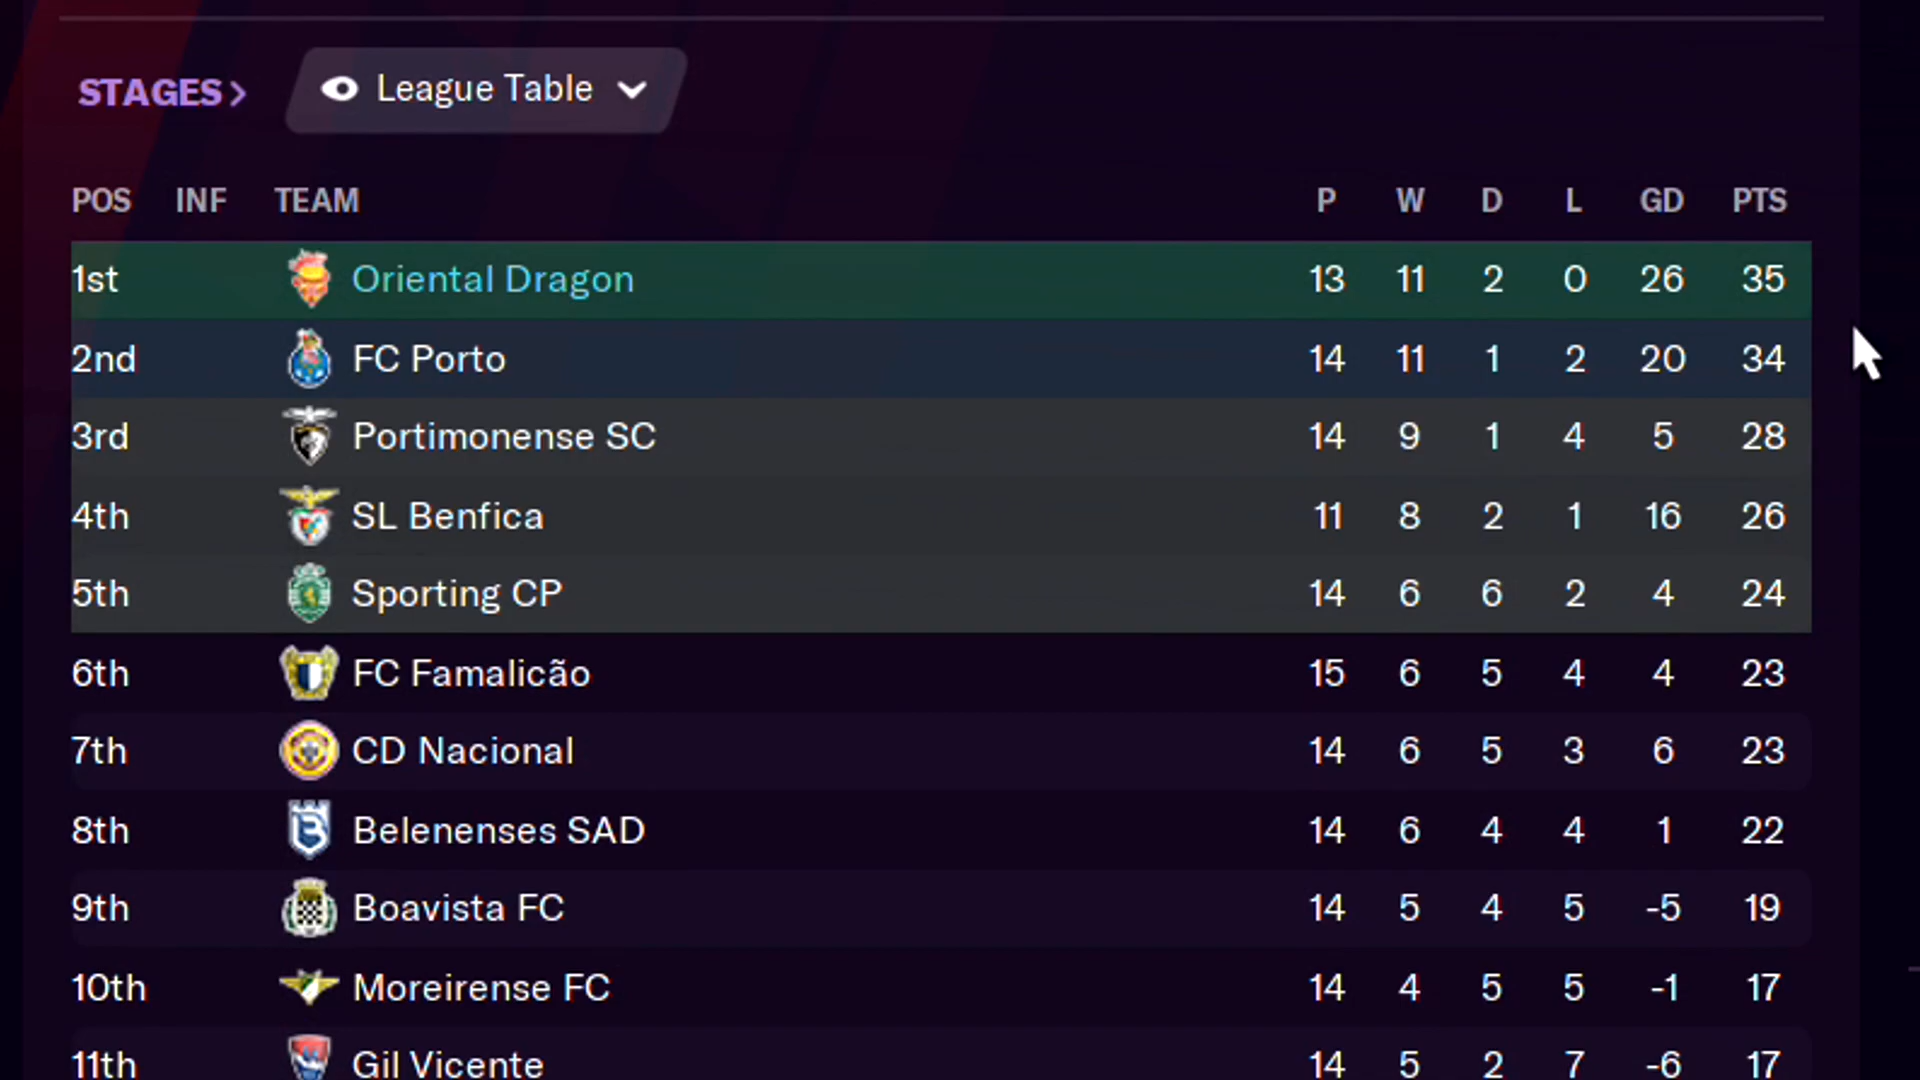 STAGES> League Table
POS INF TEAM P W D L GD PTS
1st Oriental Dragon 13 11 2 0 26 35
2nd FC Porto 14 11 1 2 20 34
3rd Portimonense SC 14 9 1 4 5 28
4th SL Benfica 11 8 2 1 16 26
5th Sporting CP 14 6 6 2 4 24
6th FC Famalicão 15 6 5 4 4 23
7th CD Nacional 14 6 5 3 6 23
8th Belenenses SAD 14 6 4 4 1 22
9th Boavista FC 14 5 4 5 -5 19
10th Moreirense FC 14 4 5 5 -1 17
11th Gil Vicente 14 5 2 7 -6 17